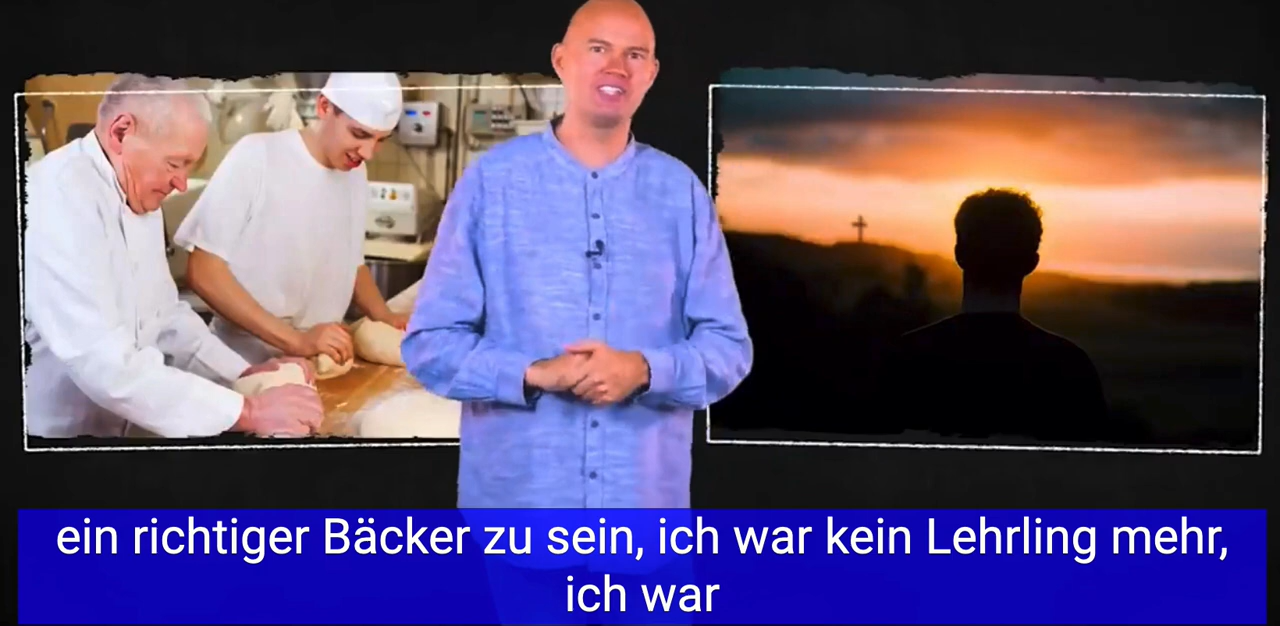 ein richtiger Bäcker zu sein, ich war kein Lehrling mehr,
ich war